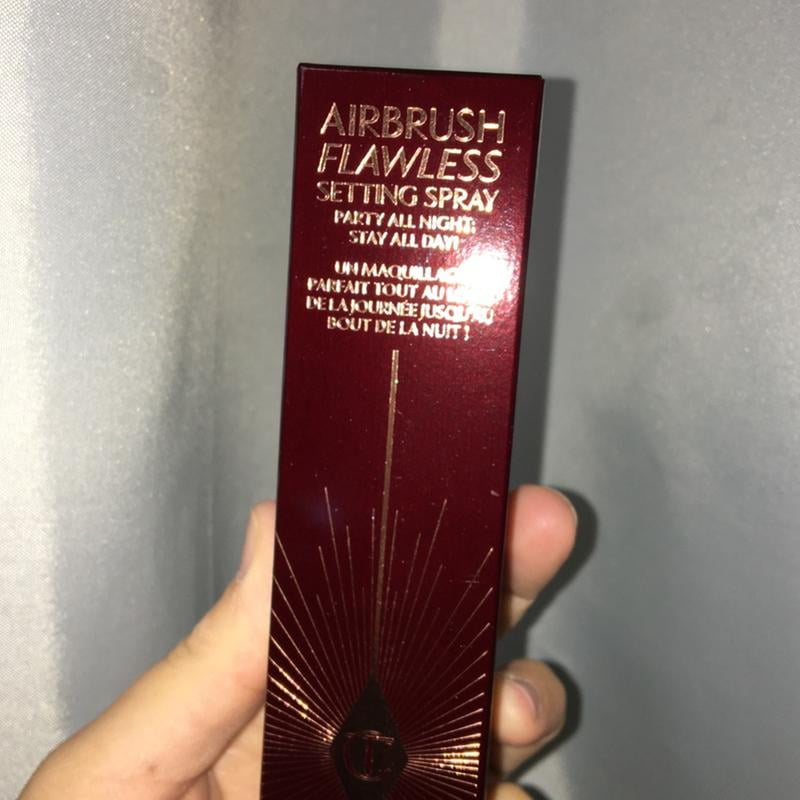 AIRBRUSH
FLAWLESS
SETTING SPRAY
PARTY ALL NIGHT:
STAY ALL DAY!
UN
PARFAIT TOUT AU
DE LA JOURNÉE JUSQU'AU
BOUT DE LA NUIT !
CT